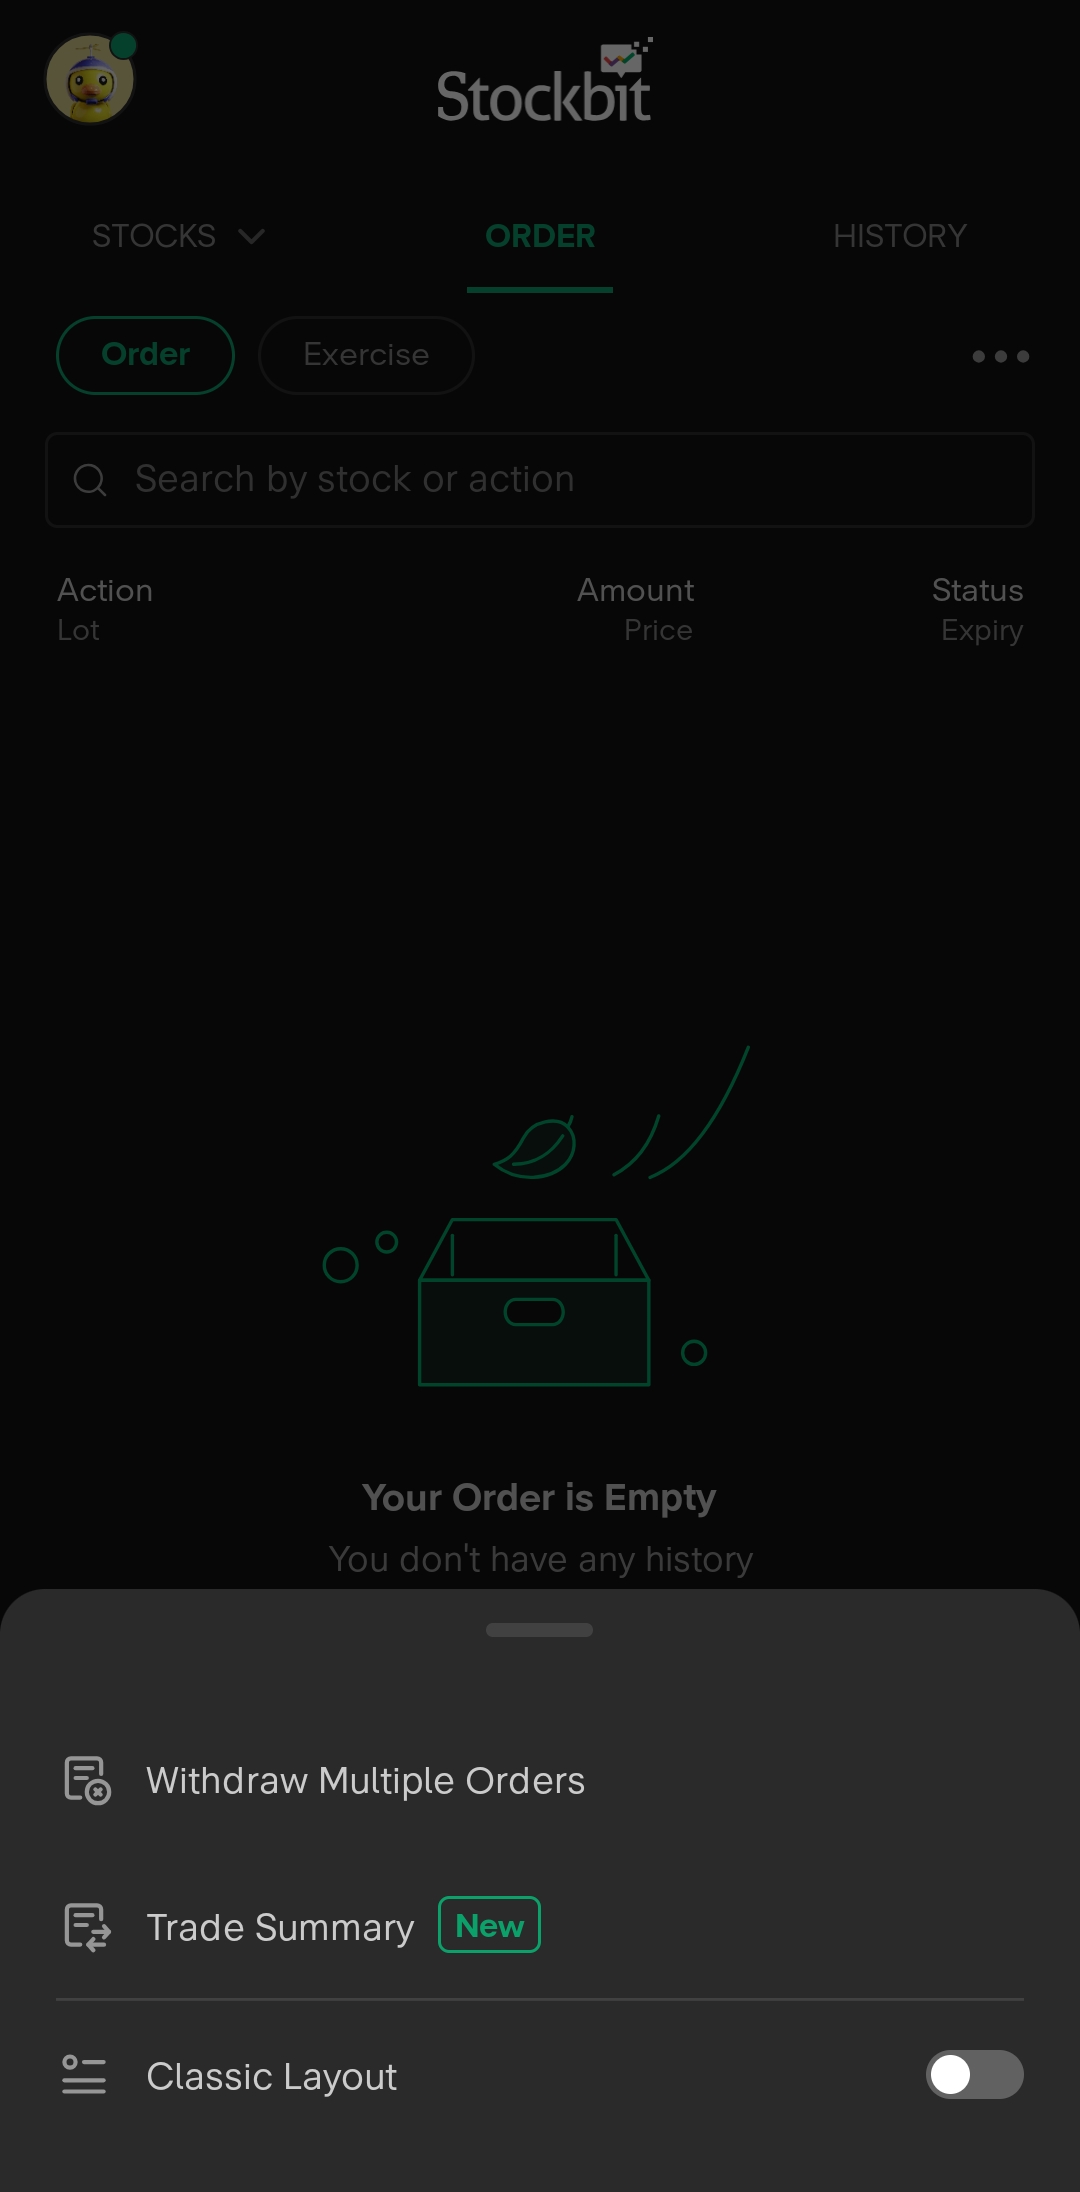 Stockbit
STOCKS
ORDER
HISTORY
Order
Exercise
Search by stock or action
Action
Amount
Status
Lot
Price
Expiry
Your Order is Empty
You don't have any history
Withdraw Multiple Orders
Trade Summary
New
Classic Layout